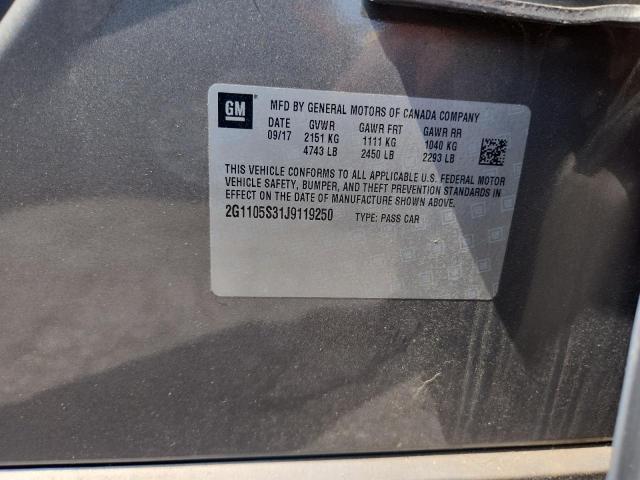 GM
MFD BY GENERAL MOTORS OF CANADA COMPANY
DATE GVWR GAWR FRT GAWR RR
09/17 2151 KG 1111 KG 1040 KG
4743 LB 2450 LB 2293 LB
THIS VEHICLE CONFORMS TO ALL APPLICABLE U.S. FEDERAL MOTOR
VEHICLE SAFETY, BUMPER, AND THEFT PREVENTION STANDARDS IN
EFFECT ON THE DATE OF MANUFACTURE SHOWN ABOVE.
2G1105S31J9119250 TYPE: PASS CAR